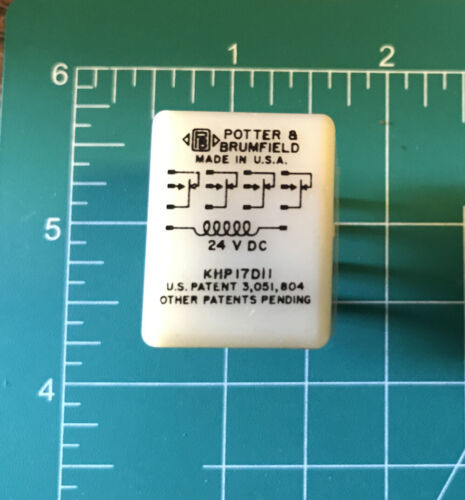 1
2
6
POTTER &
BRUMFIELD
MADE IN U.S.A.
5
24 V DC
KHP17D11
U.S. PATENT 3,051,804
OTHER PATENTS PENDING
4